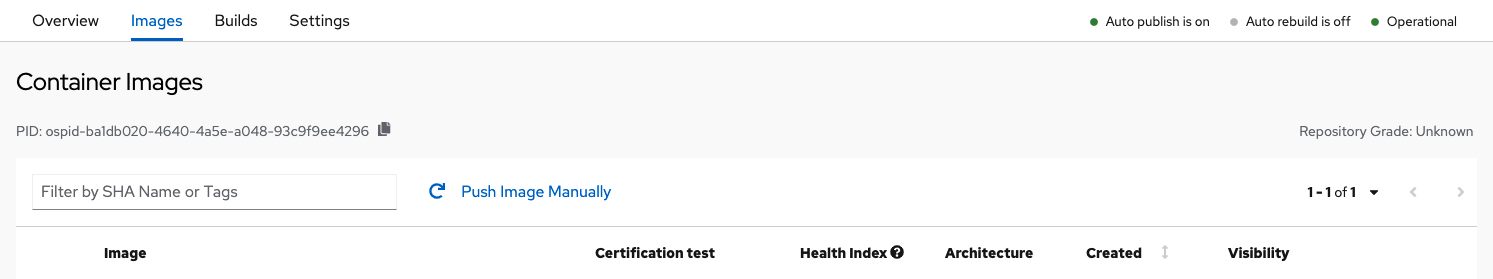 Overview Images Builds Settings Auto publish is on Auto rebuild is off Operational
Container Images
PID: ospid-ba1db020-4640-4a5e-a048-93c9f9ee4296 Repository Grade: Unknown
Filter by SHA Name or Tags Push Image Manually 1 - 1 of 1
Image Certification test Health Index Architecture Created Visibility